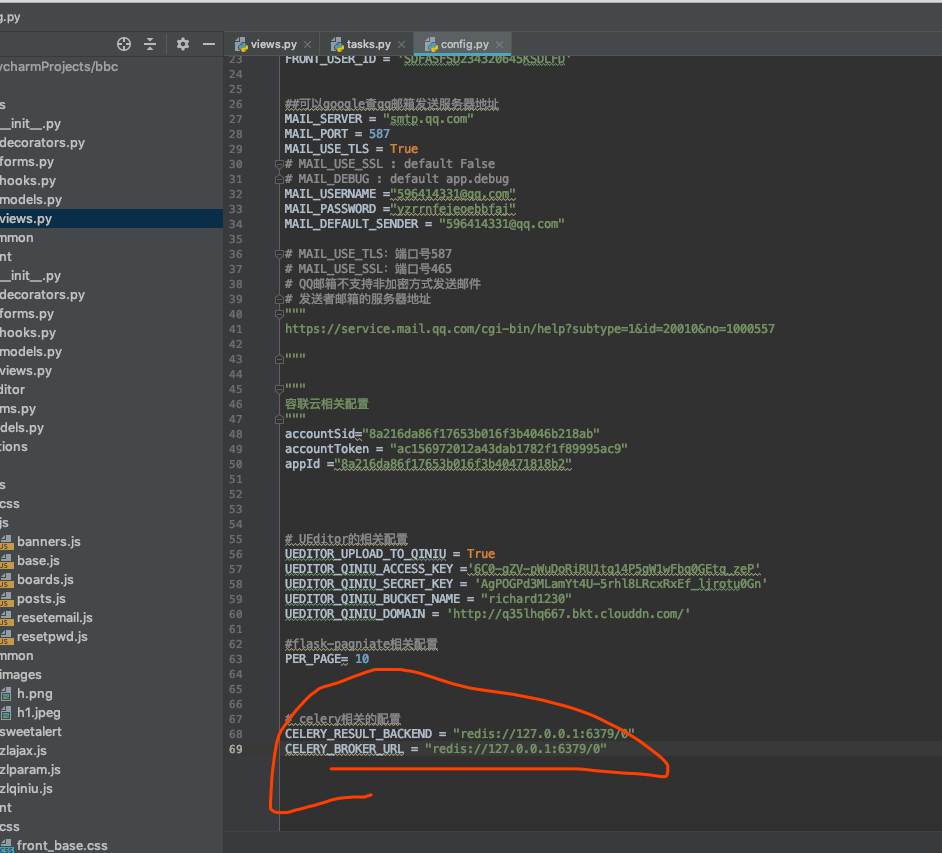 g.py
ycharmProjects/bbc
s
__init__.py
decorators.py
forms.py
hooks.py
models.py
views.py
mmon
nt
__init__.py
decorators.py
forms.py
hooks.py
models.py
views.py
ditor
ms.py
dels.py
tions
s
css
js
banners.js
base.js
boards.js
posts.js
resetemail.js
resetpwd.js
mmon
images
h.png
h1.jpeg
sweetalert
zlajax.js
zlparam.js
zlqiniu.js
nt
css
front_base.css
views.py tasks.py config.py
23 FRONT_USER_ID = 'SDFASFSD234320645KSDLFD'
24
25
26 ##可以google查qq邮箱发送服务器地址
27 MAIL_SERVER = "smtp.qq.com"
28 MAIL_PORT = 587
29 MAIL_USE_TLS = True
30 # MAIL_USE_SSL : default False
31 # MAIL_DEBUG : default app.debug
32 MAIL_USERNAME ="596414331@qq.com"
33 MAIL_PASSWORD ="yzrrnfejeoebbfaj"
34 MAIL_DEFAULT_SENDER = "596414331@qq.com"
35
36 # MAIL_USE_TLS：端口号587
37 # MAIL_USE_SSL：端口号465
38 # QQ邮箱不支持非加密方式发送邮件
39 # 发送者邮箱的服务器地址
40 """
41 https://service.mail.qq.com/cgi-bin/help?subtype=1&id=20010&no=1000557
42
43 """
44
45 """
46 容联云相关配置
47 """
48 accountSid="8a216da86f17653b016f3b4046b218ab"
49 accountToken = "ac156972012a43dab1782f1f89995ac9"
50 appId ="8a216da86f17653b016f3b40471818b2"
51
52
53
54
55 # UEditor的相关配置
56 UEDITOR_UPLOAD_TO_QINIU = True
57 UEDITOR_QINIU_ACCESS_KEY ='6C0-gZV-pWuDoRiRU1tg14P5gW1wFbg0GEtg_zeP'
58 UEDITOR_QINIU_SECRET_KEY = 'AgPOGPd3MLamYt4U-5rhl8LRcxRxEf_ljrotu0Gn'
59 UEDITOR_QINIU_BUCKET_NAME = "richard1230"
60 UEDITOR_QINIU_DOMAIN = 'http://q35lhq667.bkt.clouddn.com/'
61
62 #flask-pagniate相关配置
63 PER_PAGE= 10
64
65
66
67 # celery相关的配置
68 CELERY_RESULT_BACKEND = "redis://127.0.0.1:6379/0"
69 CELERY_BROKER_URL = "redis://127.0.0.1:6379/0"